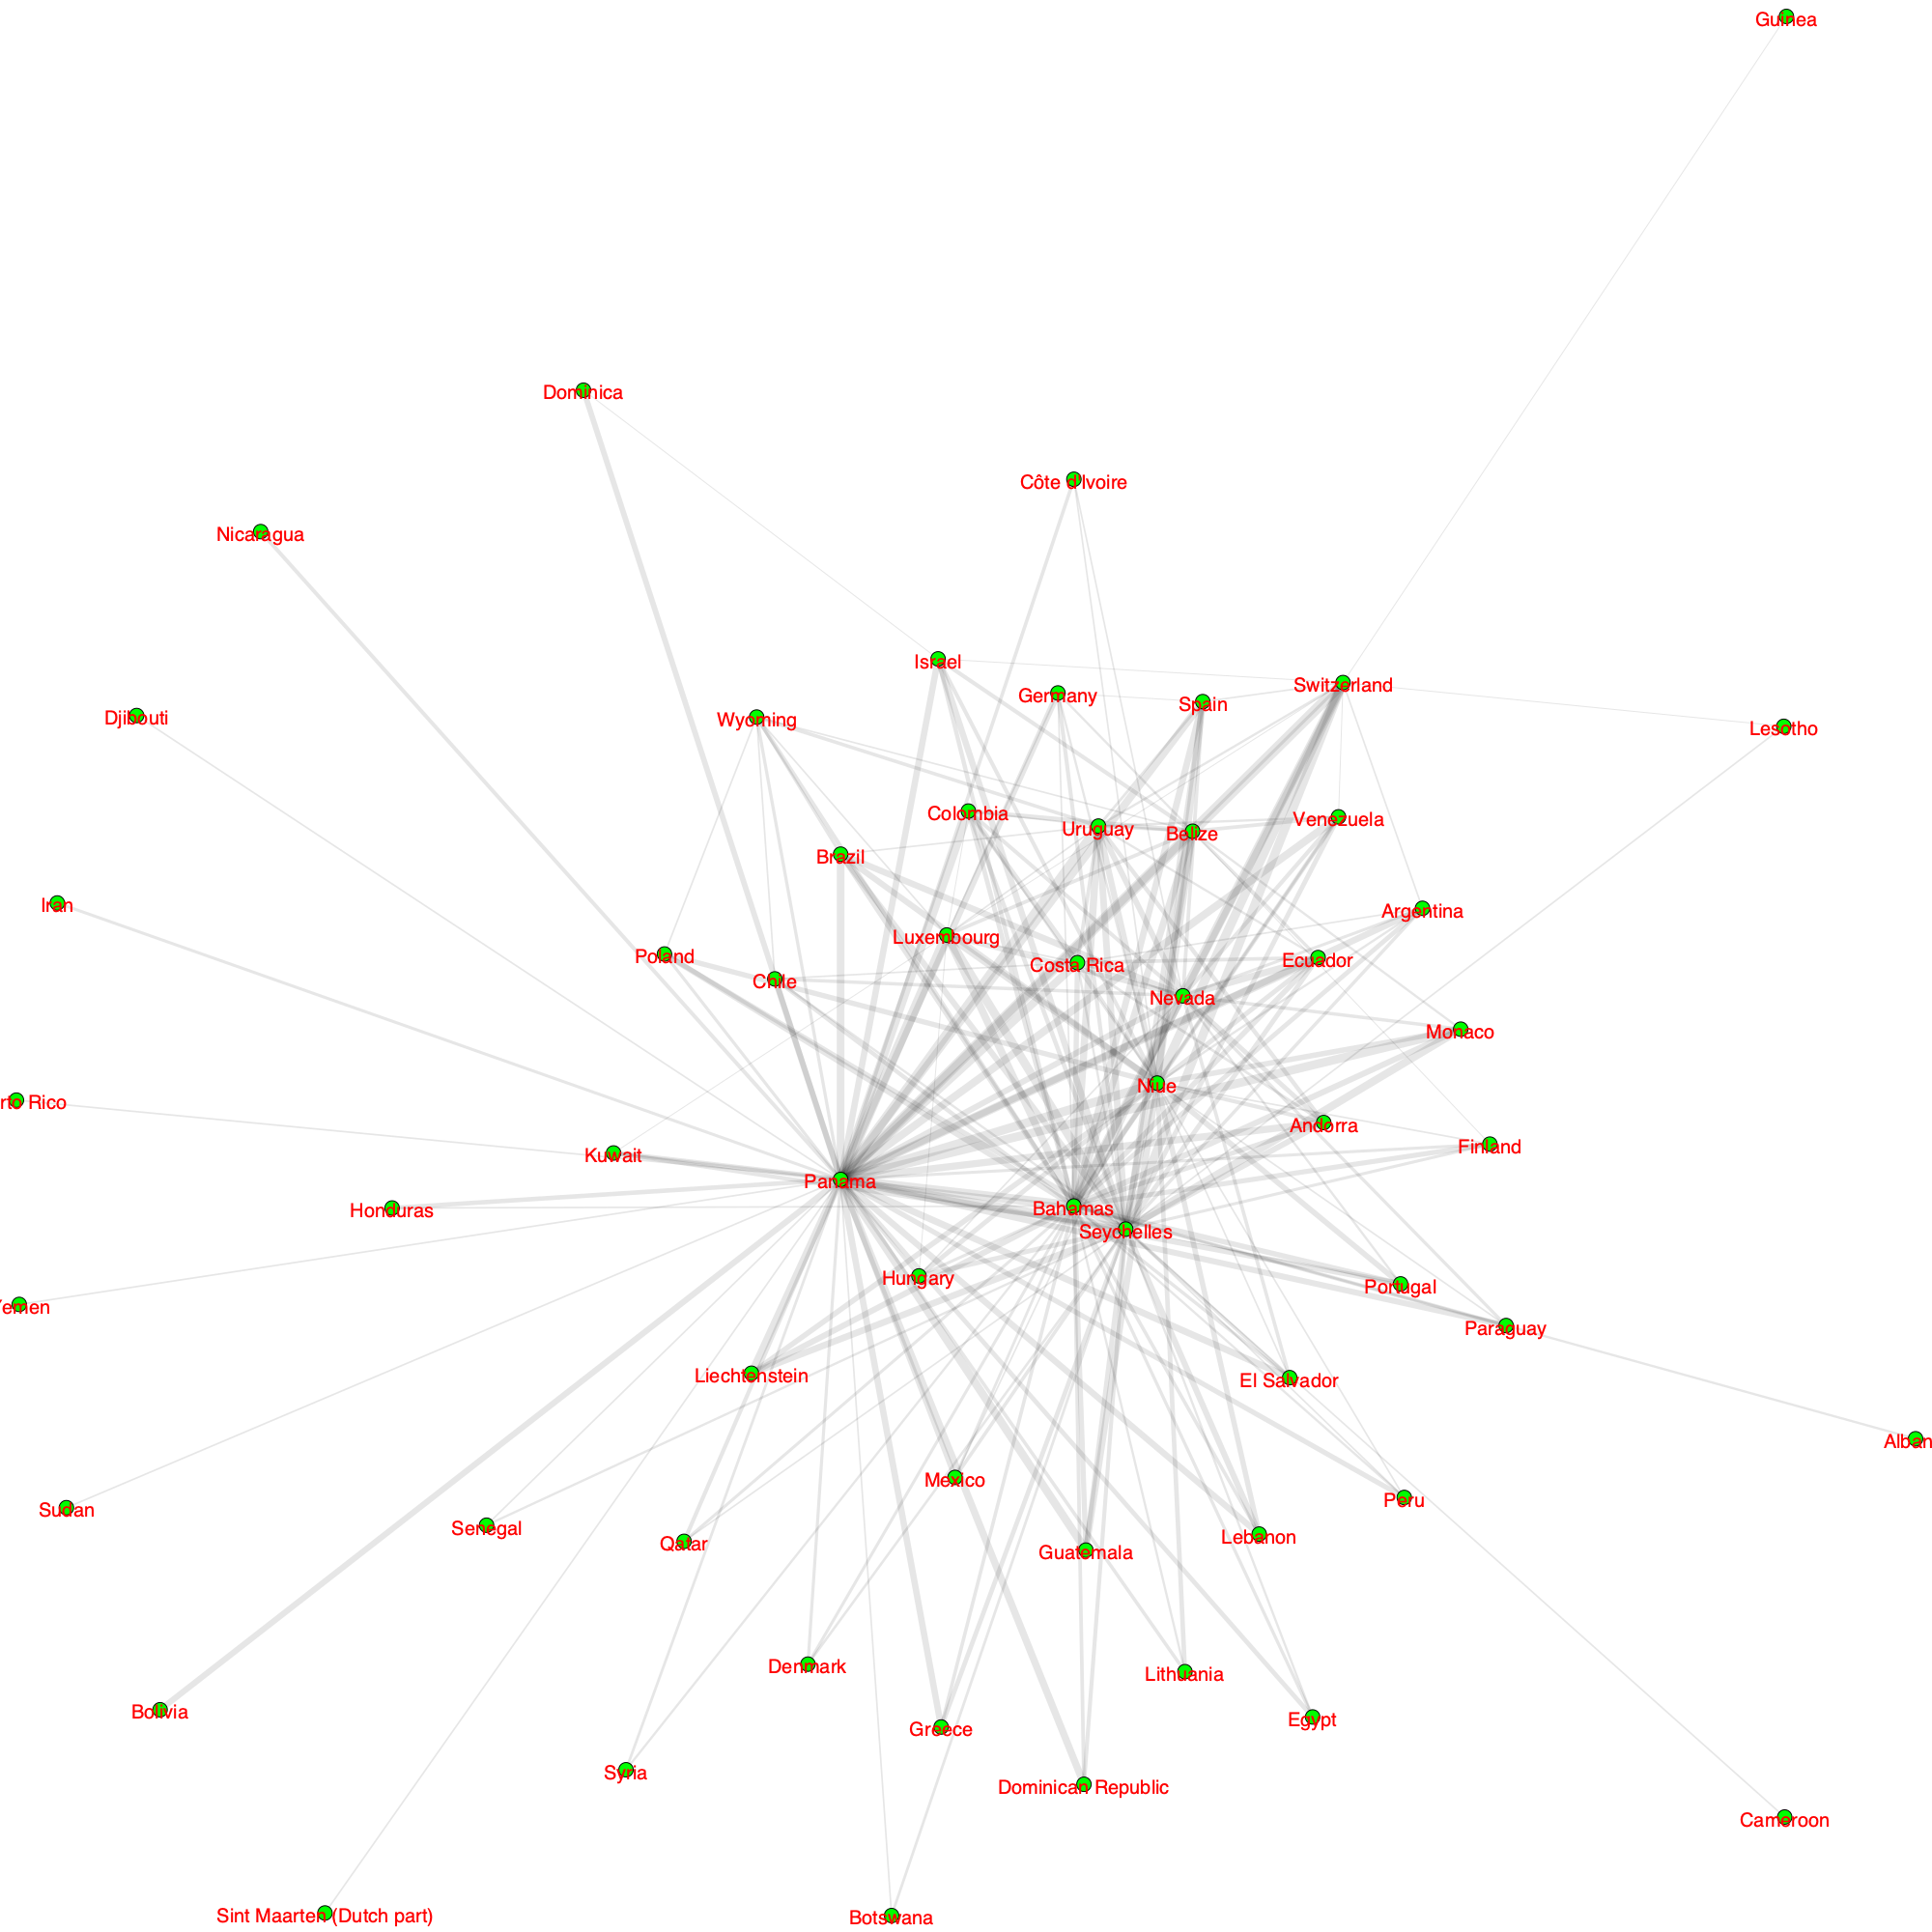 Guinea
Dominica
Côte d'Ivoire
Nicaragua
Israel
Switzerland
Germany
Spain
Djibouti
Wyoming
Lesotho
Colombia
Venezuela
Uruguay
Belize
Brazil
Iran
Argentina
Luxembourg
Poland
Ecuador
Costa Rica
Chile
Nevada
Monaco
Niue
rto Rico
Andorra
Finland
Kuwait
Panama
Bahamas
Honduras
Seychelles
Hungary
Portugal
Yemen
Paraguay
Liechtenstein
El Salvador
Alban
Mexico
Peru
Sudan
Senegal
Lebanon
Qatar
Guatemala
Denmark
Lithuania
Bolivia
Egypt
Greece
Syria
Dominican Republic
Cameroon
Sint Maarten (Dutch part)
Botswana